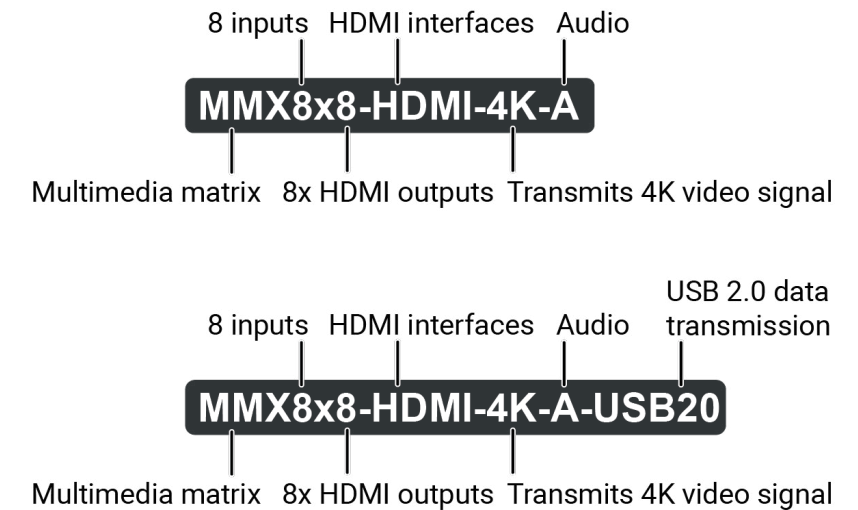 8 inputs HDMI interfaces Audio
MMX8x8-HDMI-4K-A
Multimedia matrix 8x HDMI outputs Transmits 4K video signal
USB 2.0 data
8 inputs HDMI interfaces Audio transmission
MMX8x8-HDMI-4K-A-USB20
Multimedia matrix 8x HDMI outputs Transmits 4K video signal